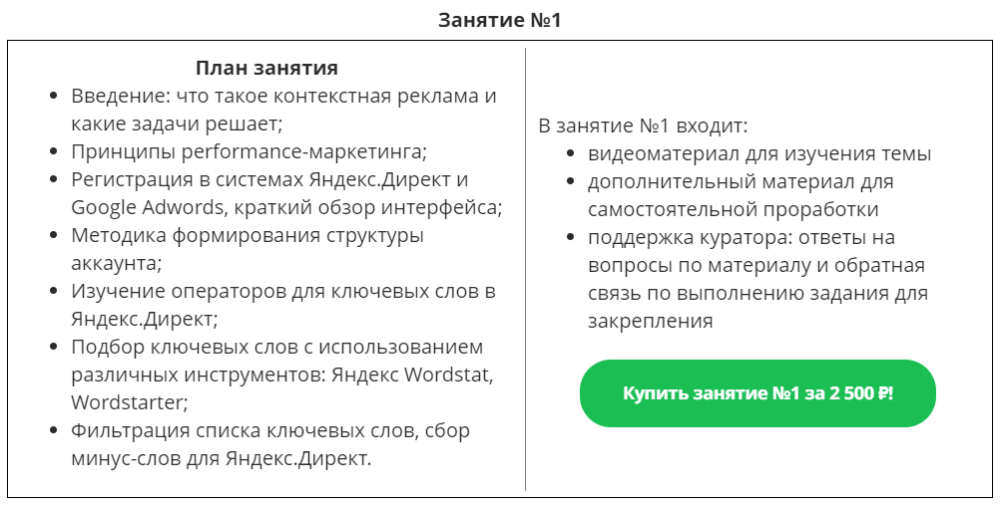 Занятие №1
План занятия
Введение: что такое контекстная реклама и
какие задачи решает;
Принципы performance-маркетинга;
Регистрация в системах Яндекс.Директ и
Google Adwords, краткий обзор интерфейса;
Методика формирования структуры
аккаунта;
Изучение операторов для ключевых слов в
Яндекс.Директ;
Подбор ключевых слов с использованием
различных инструментов: Яндекс Wordstat,
Wordstarter;
Фильтрация списка ключевых слов, сбор
минус-слов для Яндекс.Директ.
В занятие №1 входит:
видеоматериал для изучения темы
дополнительный материал для
самостоятельной проработки
поддержка куратора: ответы на
вопросы по материалу и обратная
связь по выполнению задания для
закрепления
Купить занятие №1 за 2 500 ₽!